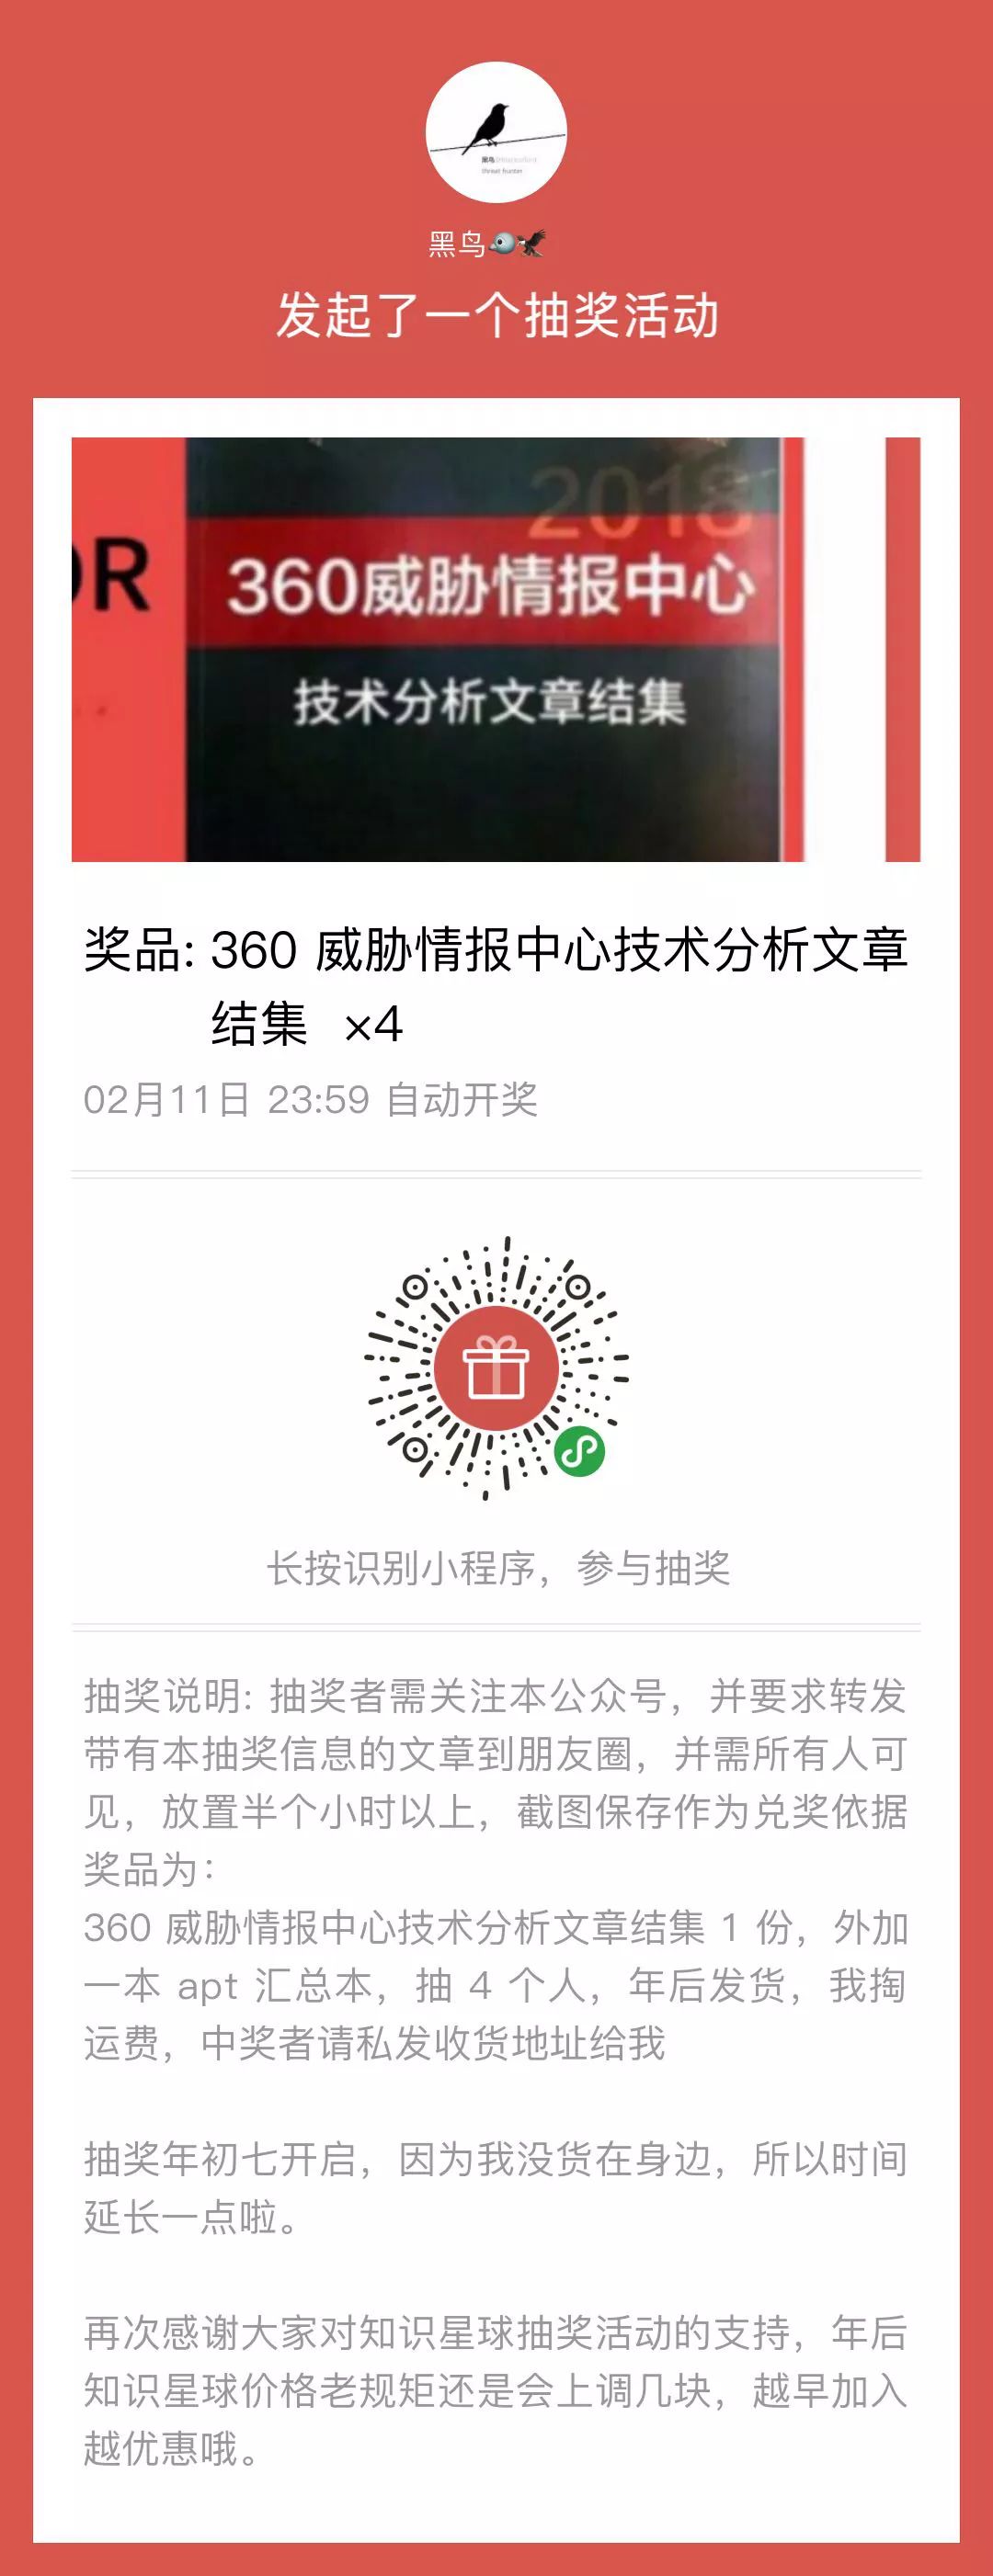 黑鸟
threat hunter
黑鸟
发起了一个抽奖活动
OR
2018
360威胁情报中心
技术分析文章结集
奖品: 360 威胁情报中心技术分析文章
结集 ×4
02月11日 23:59 自动开奖
长按识别小程序，参与抽奖
抽奖说明: 抽奖者需关注本公众号，并要求转发
带有本抽奖信息的文章到朋友圈，并需所有人可
见，放置半个小时以上，截图保存作为兑奖依据
奖品为：
360 威胁情报中心技术分析文章结集 1 份，外加
一本 apt 汇总本，抽 4 个人，年后发货，我掏
运费，中奖者请私发收货地址给我
抽奖年初七开启，因为我没货在身边，所以时间
延长一点啦。
再次感谢大家对知识星球抽奖活动的支持，年后
知识星球价格老规矩还是会上调几块，越早加入
越优惠哦。